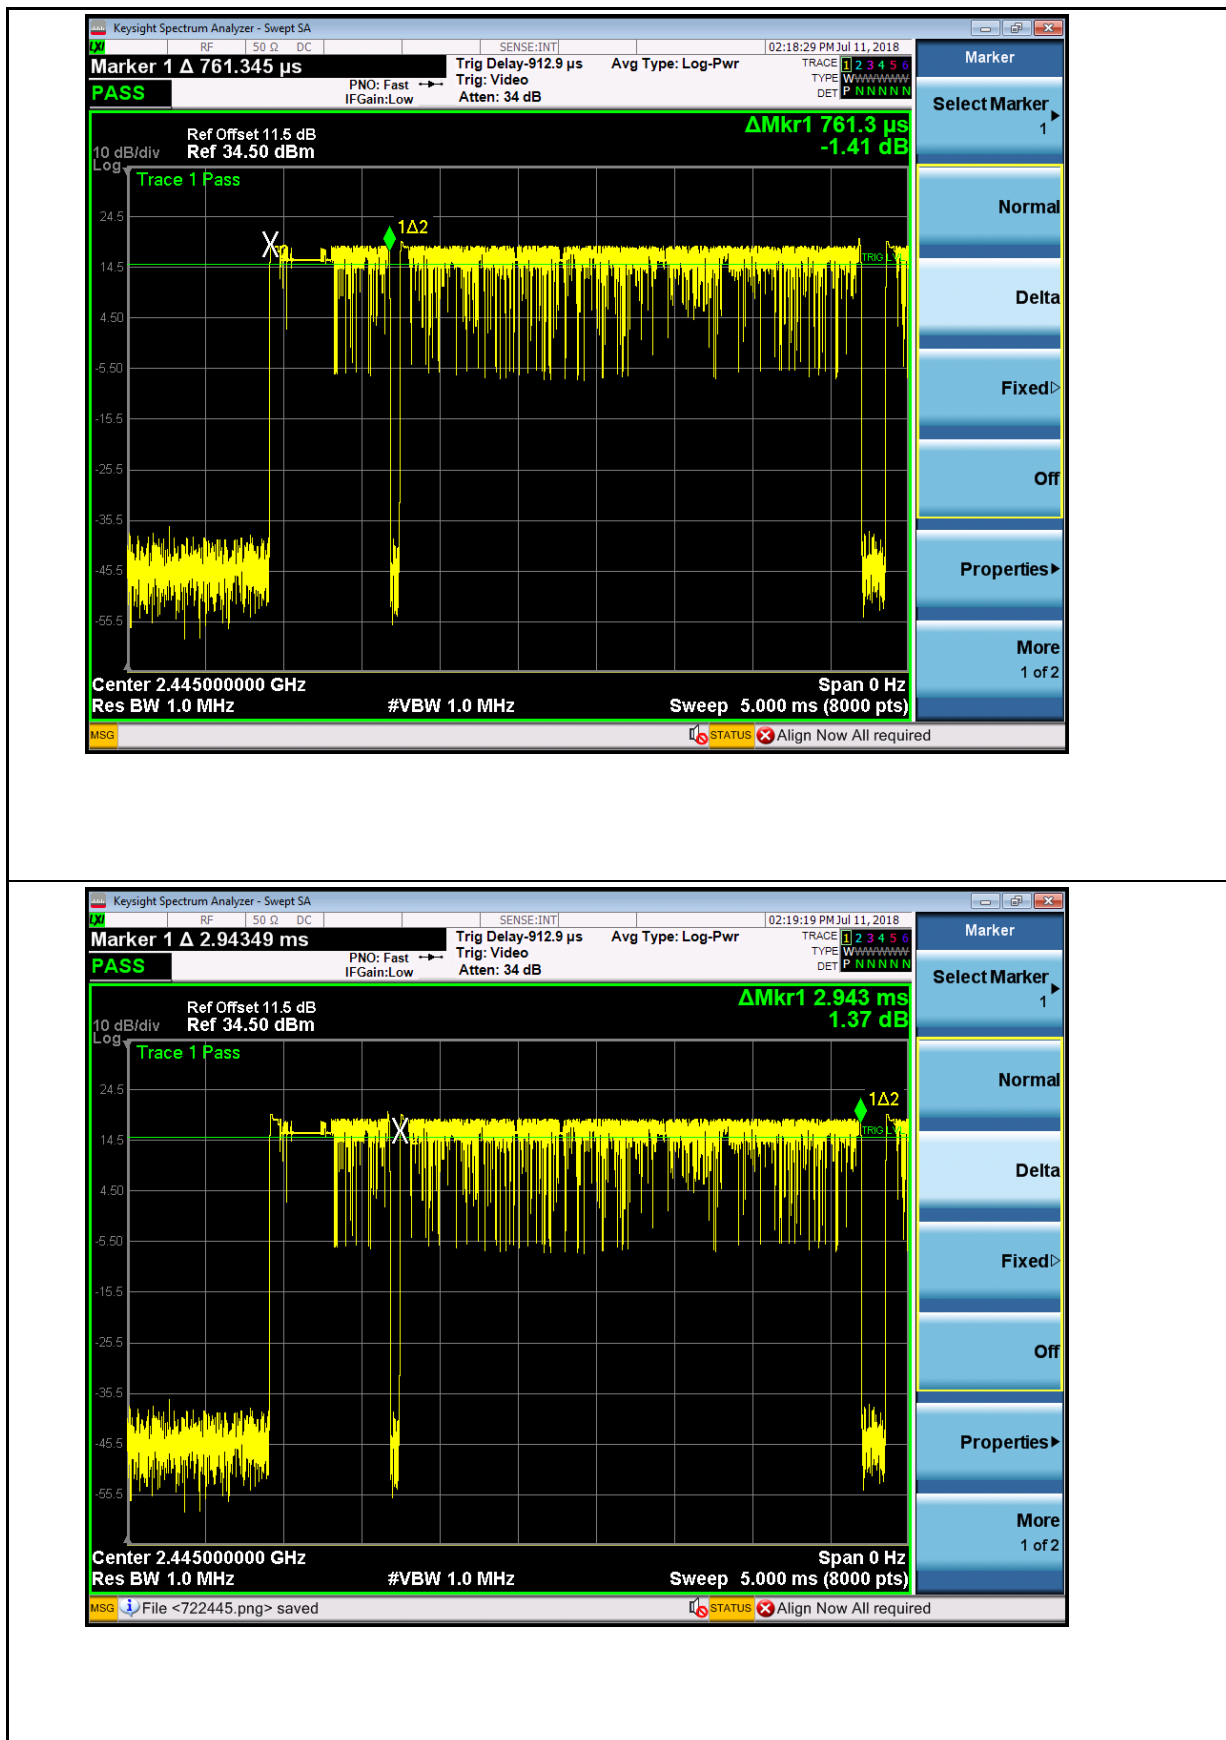 Keysight Spectrum Analyzer - Swept SA
LXI RF 50 Ω DC SENSE:INT 02:18:29 PM Jul 11, 2018
Marker 1 Δ 761.345 µs
Trig Delay-912.9 µs Avg Type: Log-Pwr TRACE 1 2 3 4 5 6
PNO: Fast Trig: Video TYPE WWWWWWW
PASS
IFGain:Low Atten: 34 dB DET P N N N N N
ΔMkr1 761.3 µs
-1.41 dB
Ref Offset 11.5 dB
10 dB/div Ref 34.50 dBm
Log
Trace 1 Pass
24.5
1Δ2
14.5
TRIG LVL
4.50
-5.50
-15.5
-25.5
-35.5
-45.5
-55.5
Center 2.445000000 GHz Span 0 Hz
Res BW 1.0 MHz #VBW 1.0 MHz Sweep 5.000 ms (8000 pts)
MSG STATUS Align Now All required
Marker
Select Marker
1
Normal
Delta
Fixed
Off
Properties
More
1 of 2
Keysight Spectrum Analyzer - Swept SA
LXI RF 50 Ω DC SENSE:INT 02:19:19 PM Jul 11, 2018
Marker 1 Δ 2.94349 ms
Trig Delay-912.9 µs Avg Type: Log-Pwr TRACE 1 2 3 4 5 6
PNO: Fast Trig: Video TYPE WWWWWWW
PASS
IFGain:Low Atten: 34 dB DET P N N N N N
ΔMkr1 2.943 ms
1.37 dB
Ref Offset 11.5 dB
10 dB/div Ref 34.50 dBm
Log
Trace 1 Pass
24.5
1Δ2
14.5
TRIG LVL
4.50
-5.50
-15.5
-25.5
-35.5
-45.5
-55.5
Center 2.445000000 GHz Span 0 Hz
Res BW 1.0 MHz #VBW 1.0 MHz Sweep 5.000 ms (8000 pts)
MSG File <722445.png> saved STATUS Align Now All required
Marker
Select Marker
1
Normal
Delta
Fixed
Off
Properties
More
1 of 2